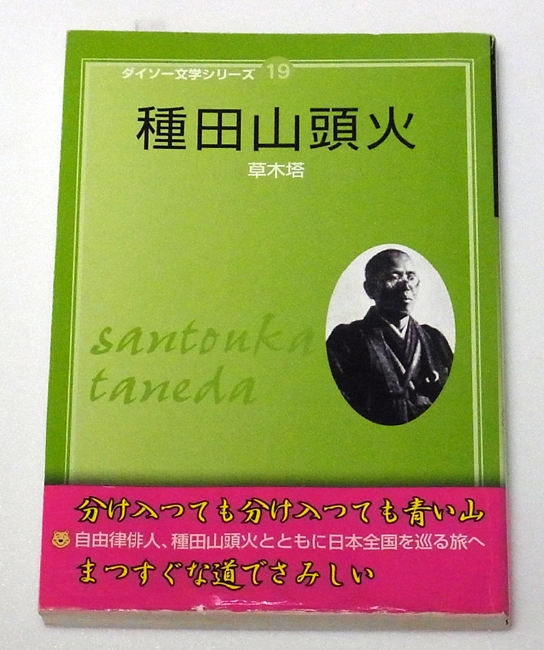 ダイソー文学シリーズ 19
種田山頭火
草木塔
santouka
taneda
分け入つても分け入つても青い山
自由律俳人、種田山頭火とともに日本全国を巡る旅へ
まつすぐな道でさみしい